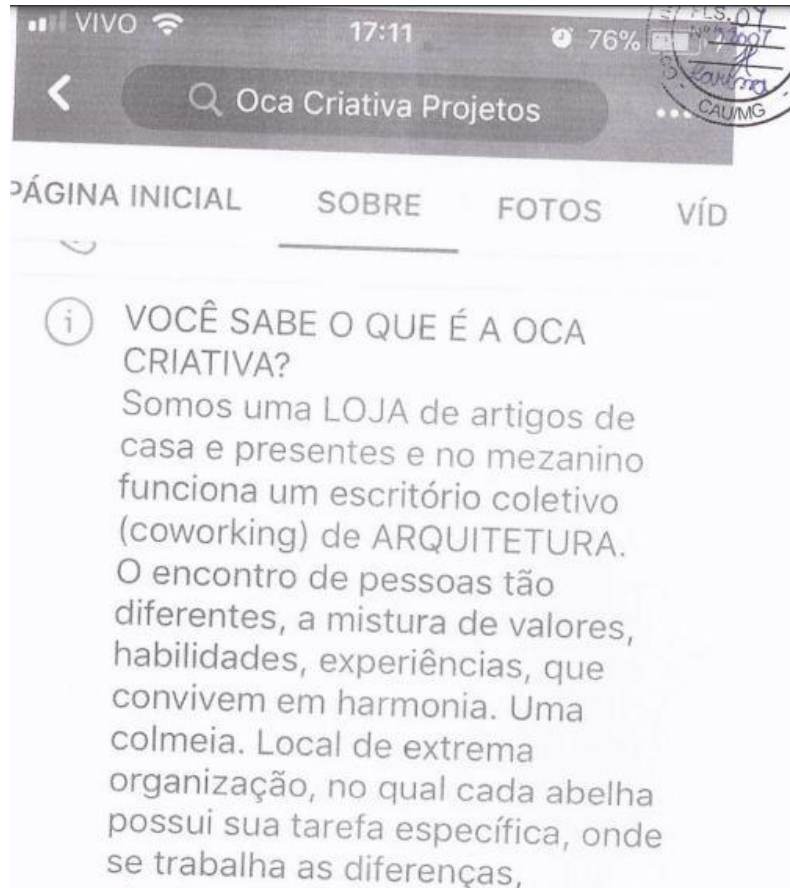 VIVO 17:11 76%
FLS. 07
Nº
Oca Criativa Projetos
CAU/MG
PÁGINA INICIAL SOBRE FOTOS VÍD
VOCÊ SABE O QUE É A OCA
CRIATIVA?
Somos uma LOJA de artigos de
casa e presentes e no mezanino
funciona um escritório coletivo
(coworking) de ARQUITETURA.
O encontro de pessoas tão
diferentes, a mistura de valores,
habilidades, experiências, que
convivem em harmonia. Uma
colmeia. Local de extrema
organização, no qual cada abelha
possui sua tarefa específica, onde
se trabalha as diferenças,